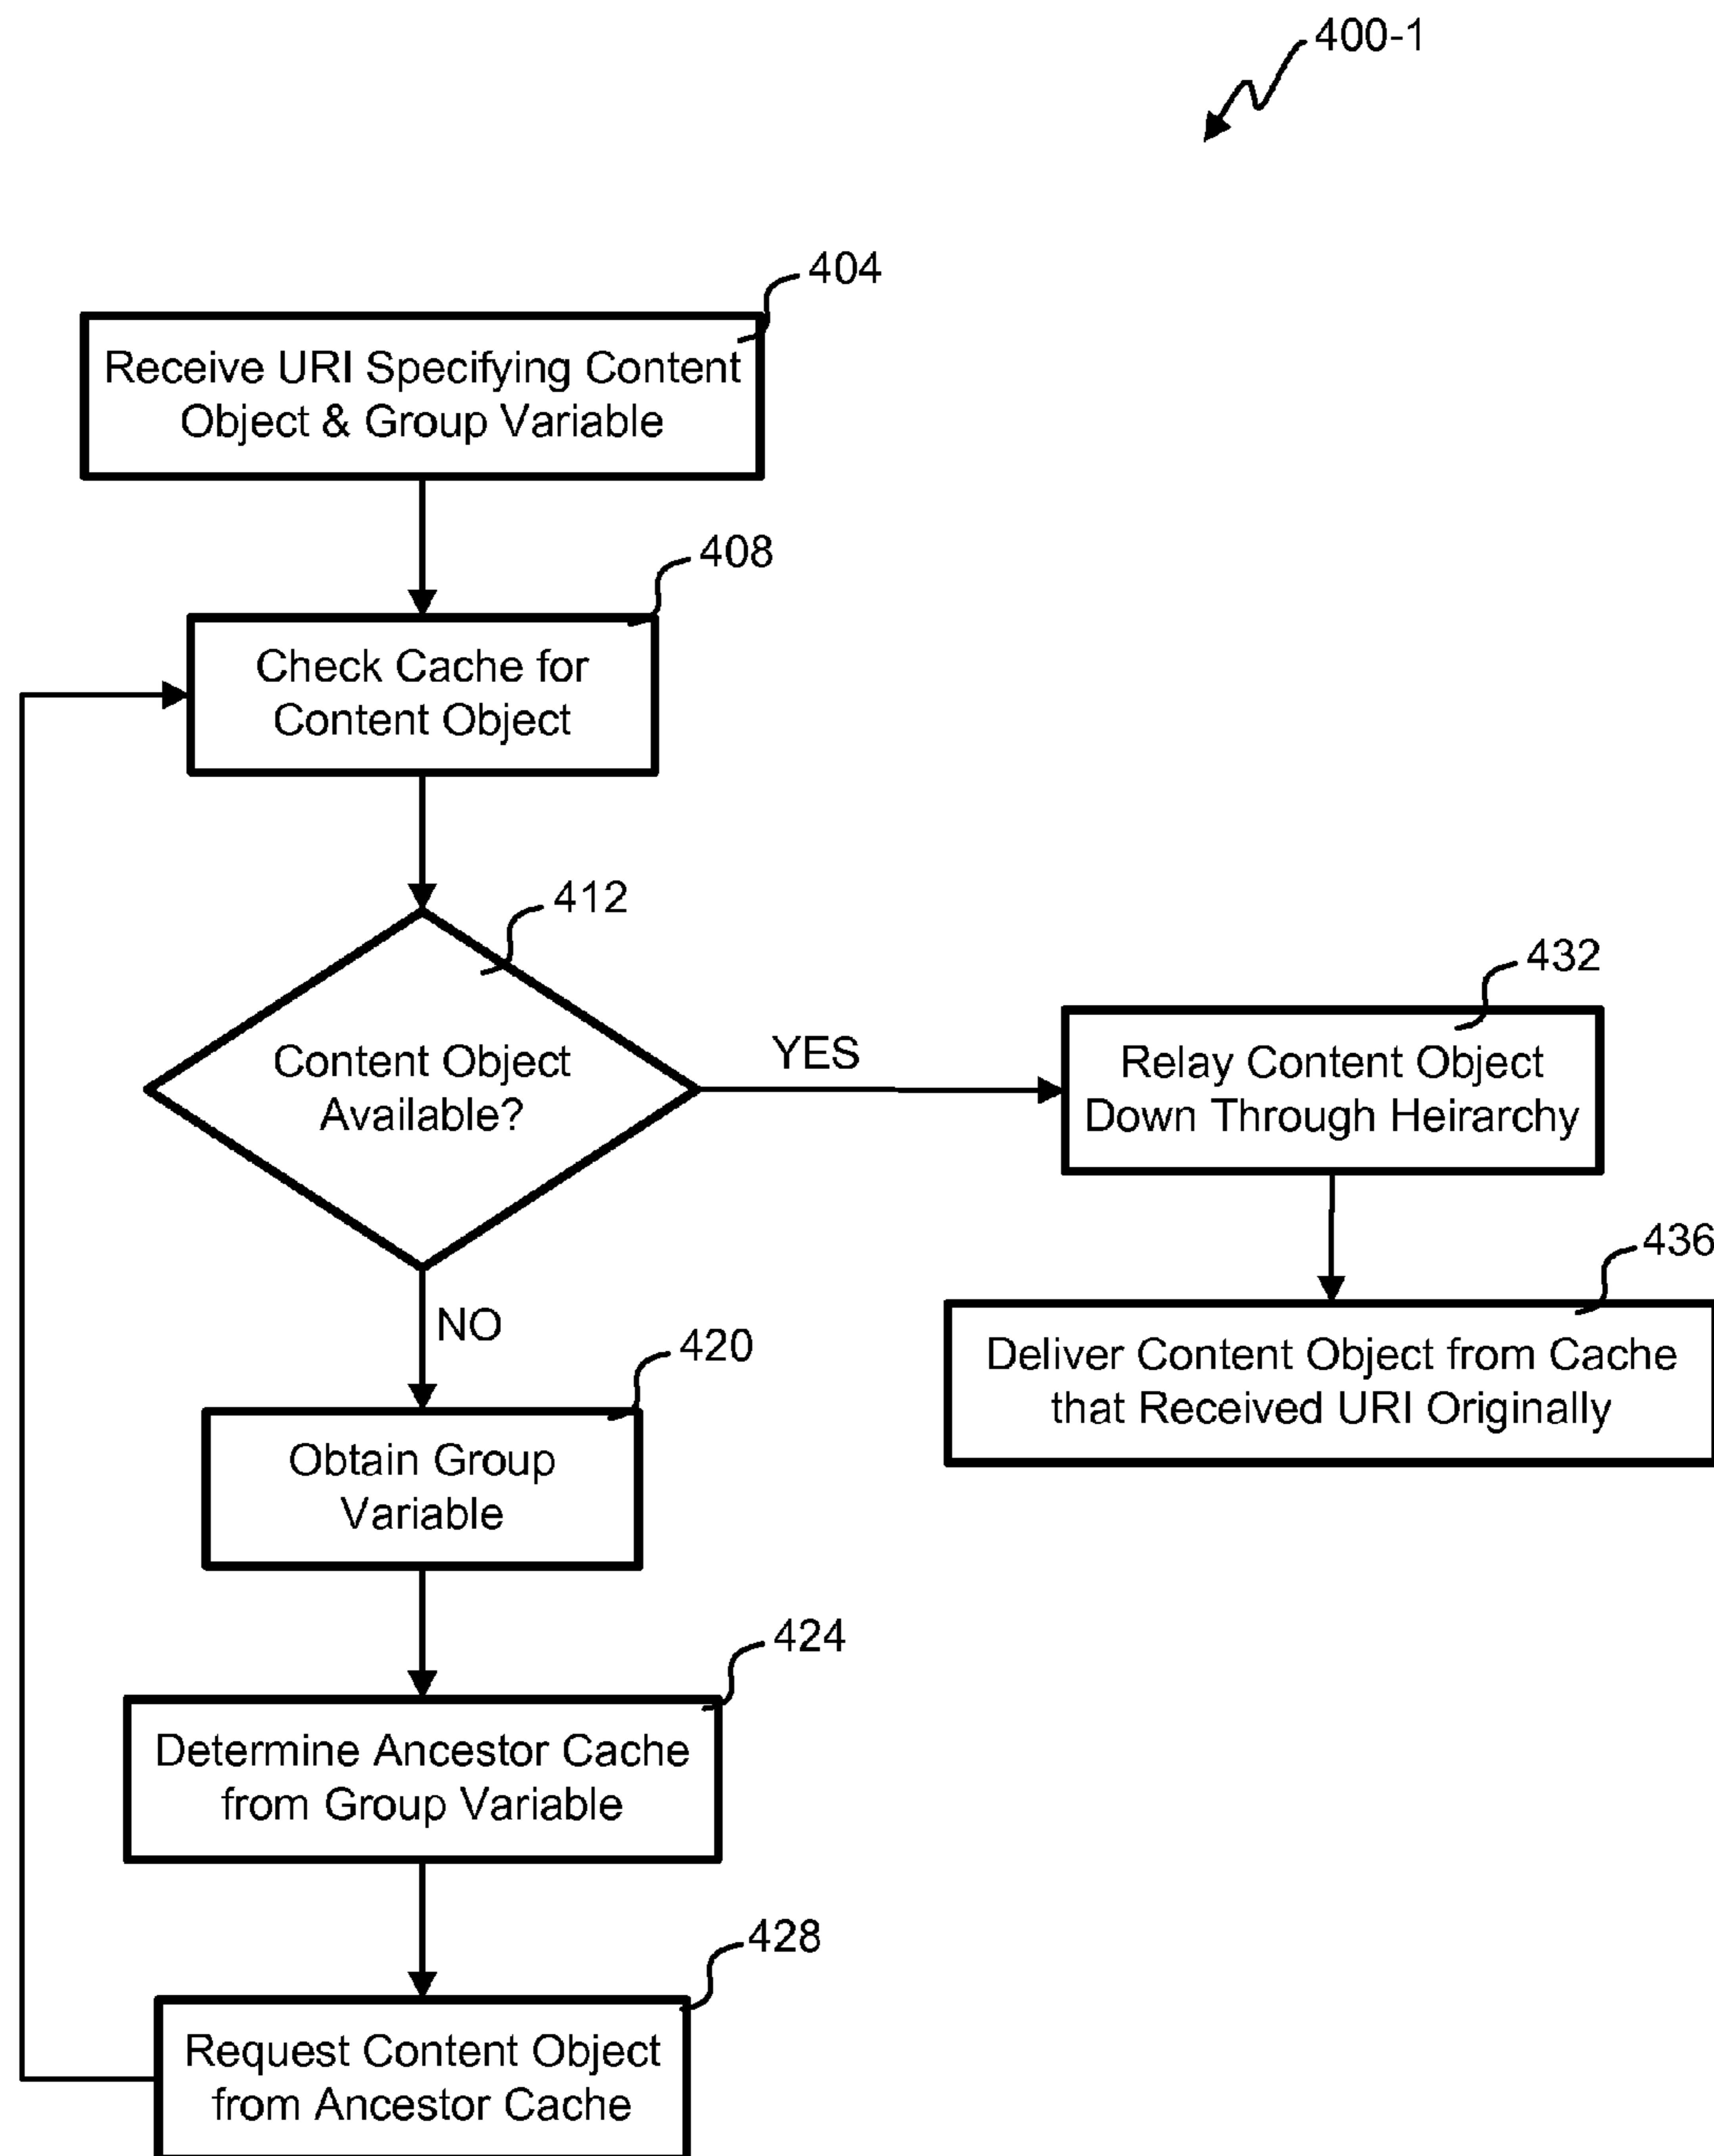 400-1
404
Receive URI Specifying Content
Object & Group Variable
408
Check Cache for
Content Object
412
Content Object
Available?
YES
432
Relay Content Object
Down Through Heirarchy
436
Deliver Content Object from Cache
that Received URI Originally
NO
420
Obtain Group
Variable
424
Determine Ancestor Cache
from Group Variable
428
Request Content Object
from Ancestor Cache